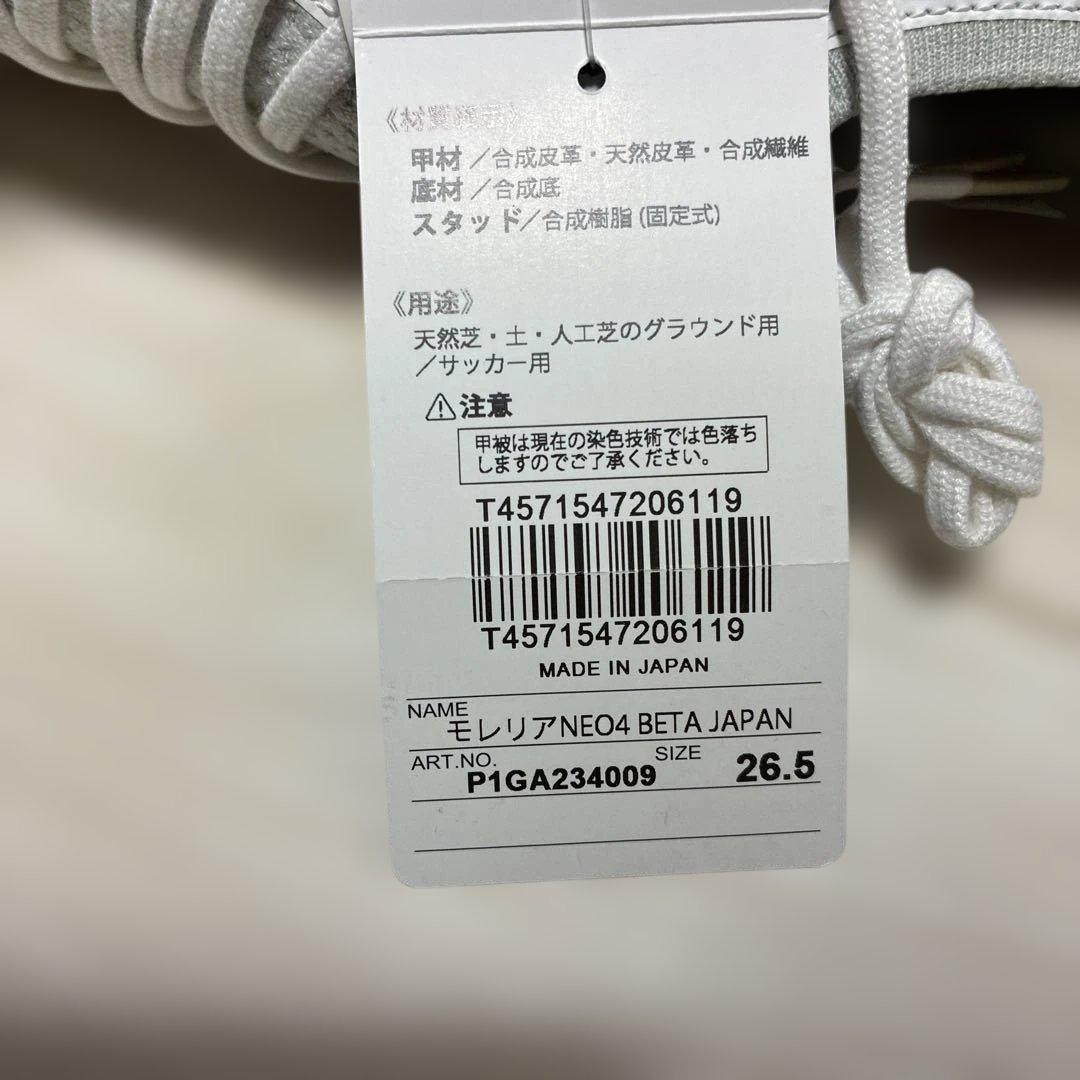 《材質表示》
甲材／合成皮革・天然皮革・合成繊維
底材／合成底
スタッド／合成樹脂(固定式)
《用途》
天然芝・土・人工芝のグラウンド用
／サッカー用
⚠注意
甲被は現在の染色技術では色落ち
しますのでご了承ください。
T4571547206119
T4571547206119
MADE IN JAPAN
NAME
モレリアNEO4 BETA JAPAN
ART.NO. SIZE
P1GA234009 26.5